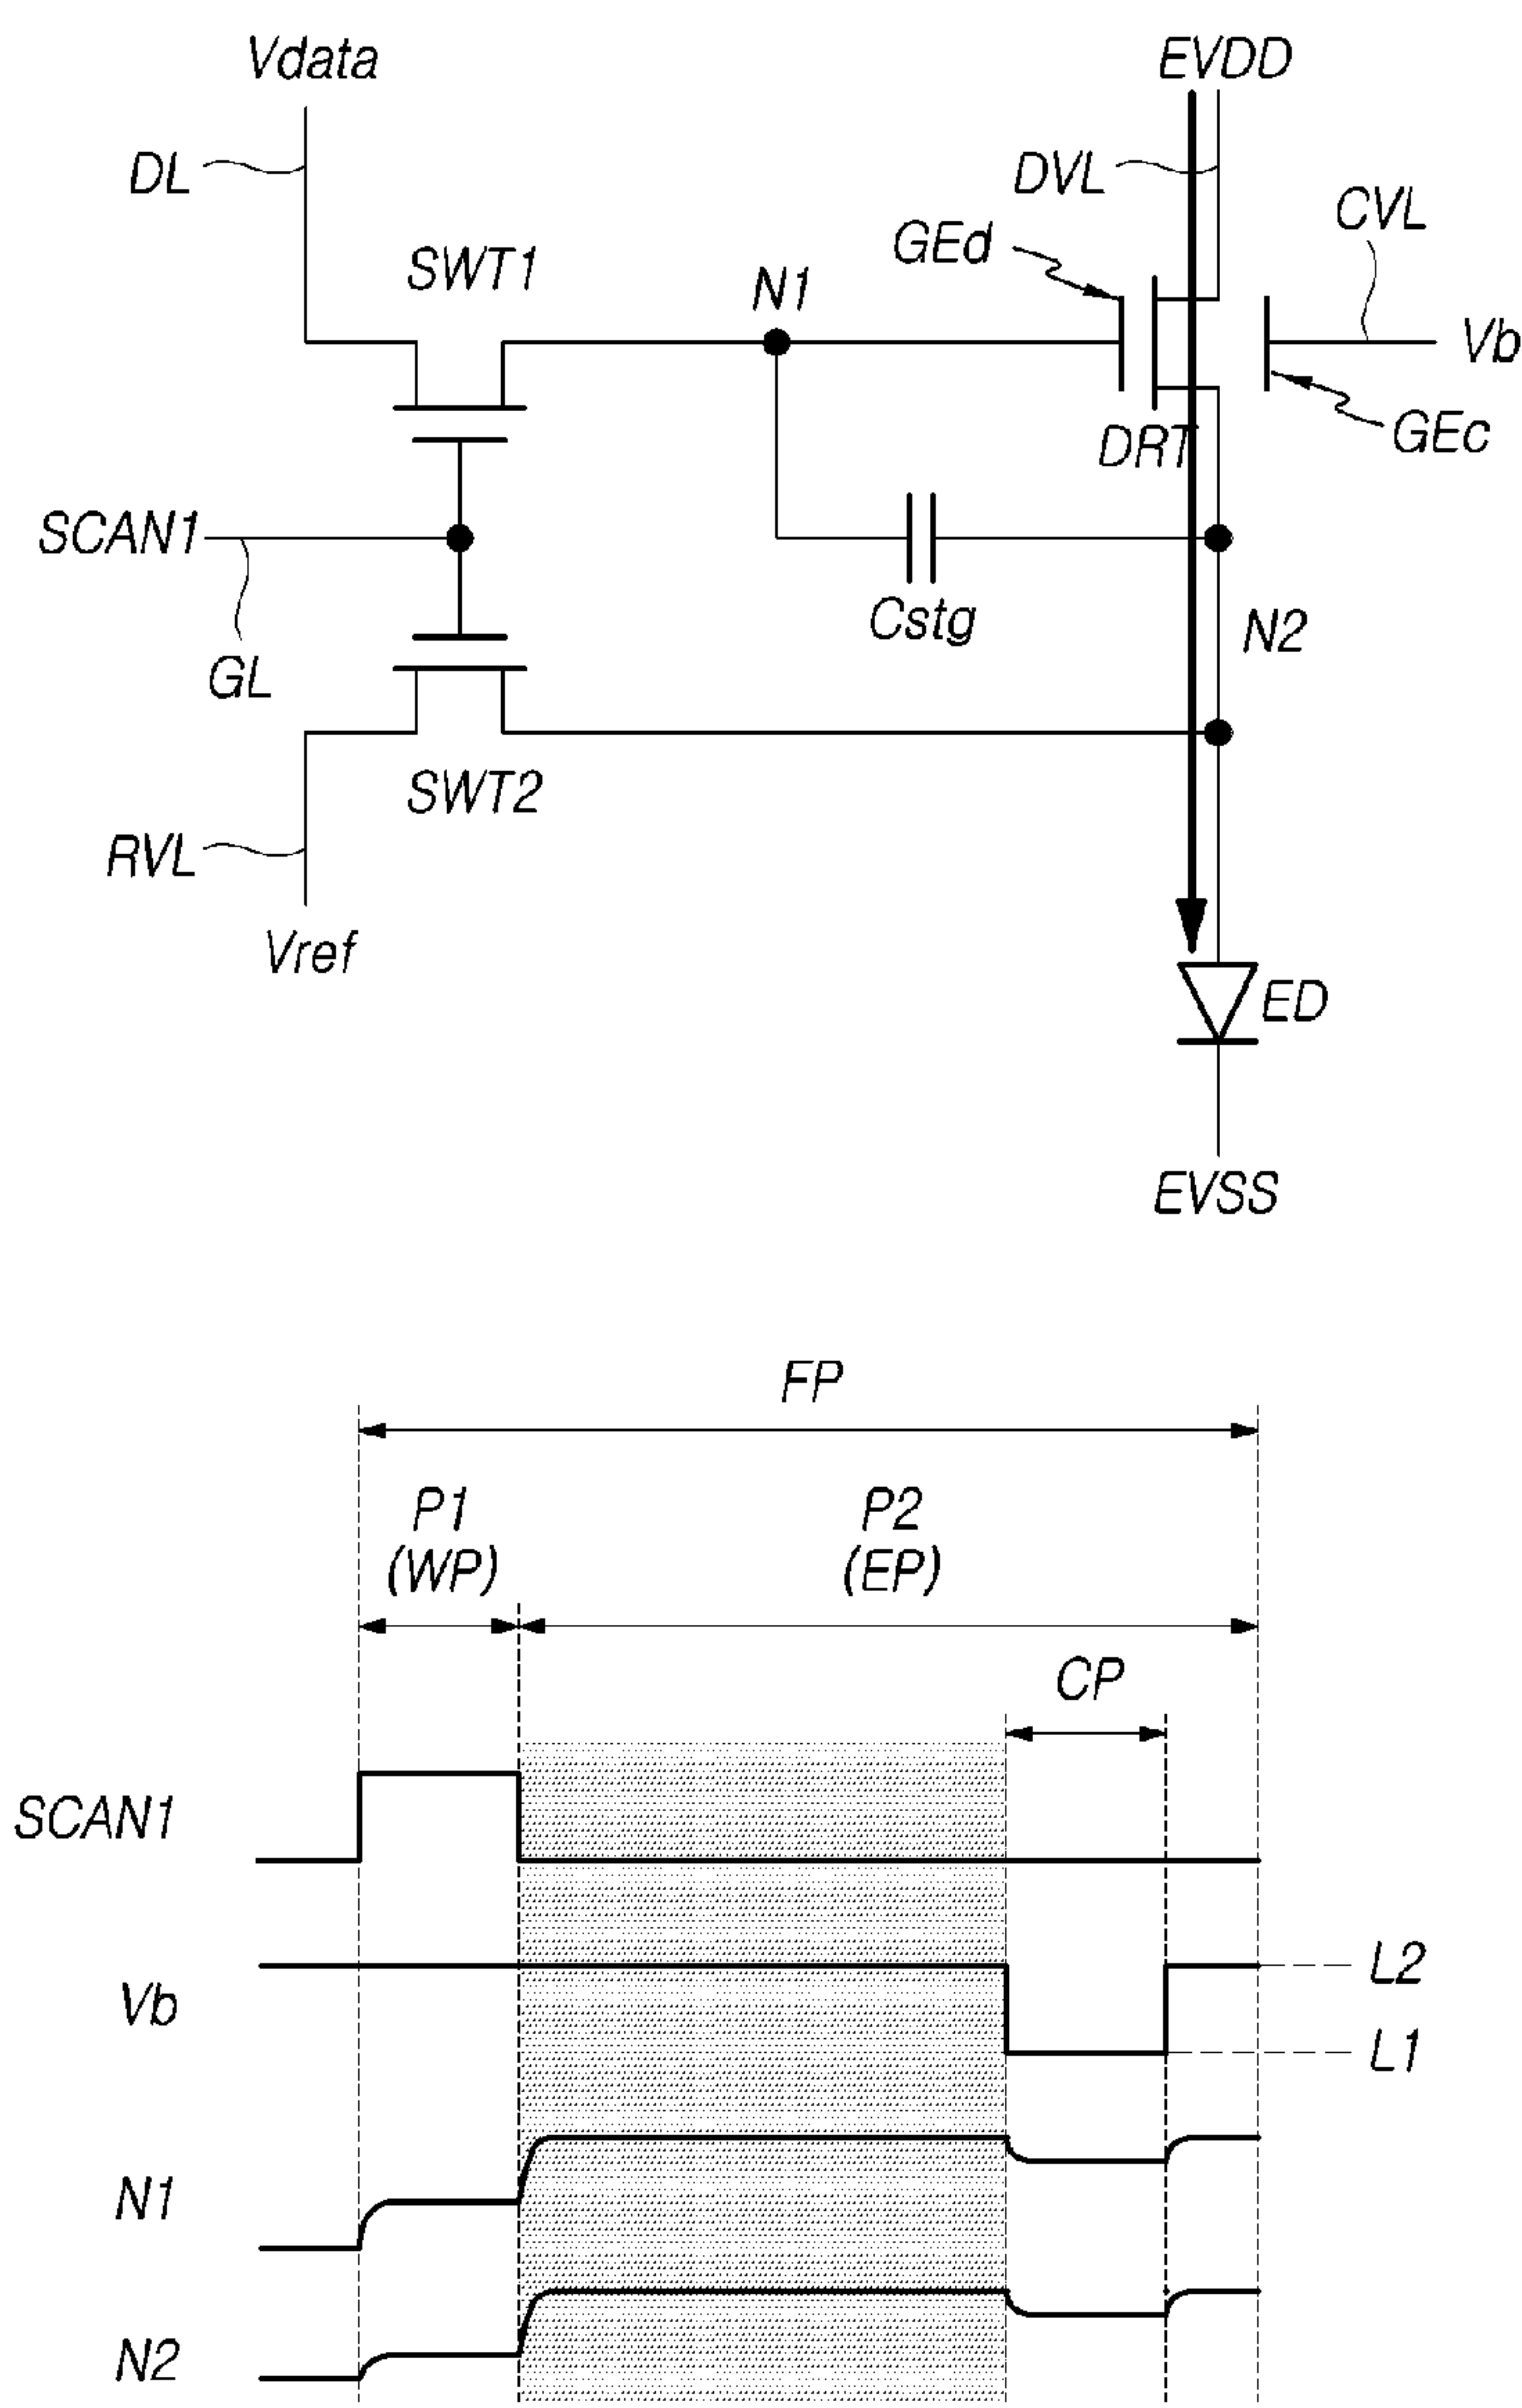 Vdata
EVDD
DL
DVL
CVL
GEd
SWT1
N1
Vb
GEc
DRT
SCAN1
Cstg
N2
GL
SWT2
RVL
Vref
ED
EVSS
FP
P1
(WP)
P2
(EP)
CP
SCAN1
L2
Vb
L1
N1
N2